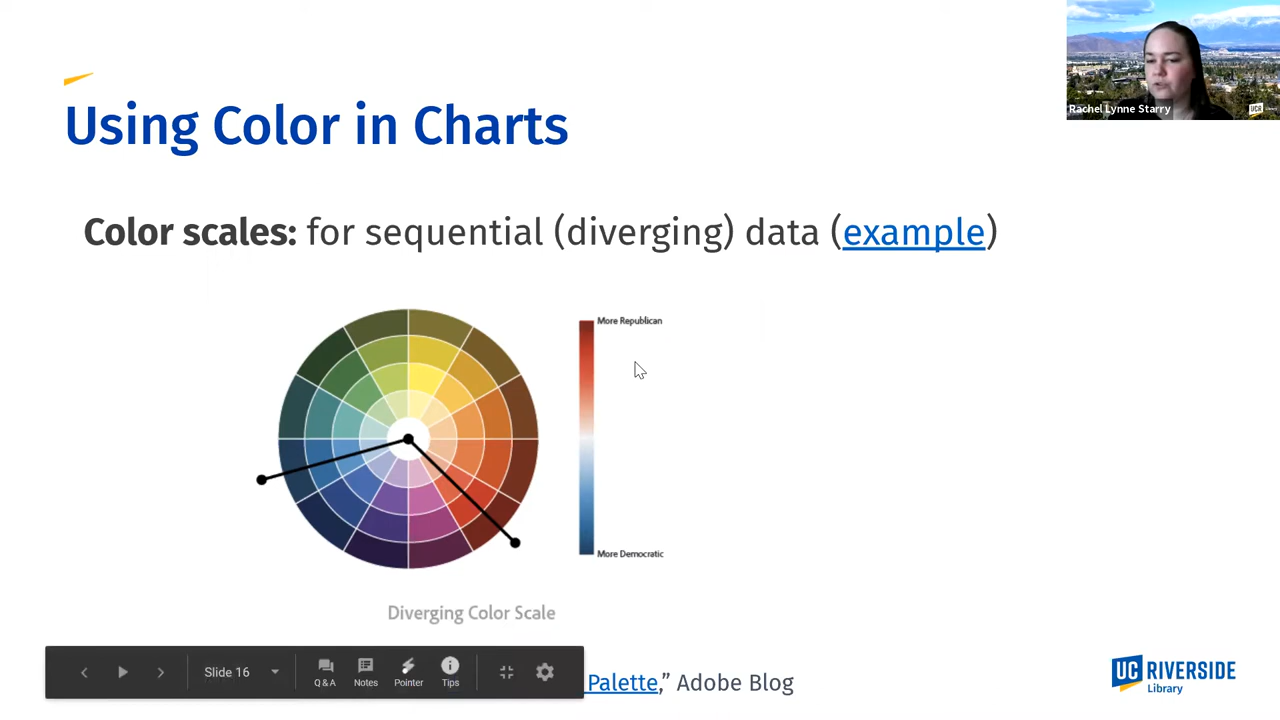 Rachel Lynne Starry
Using Color in Charts
Color scales: for sequential (diverging) data (example)
More Republican
More Democratic
Diverging Color Scale
Slide 16
Q & A
Notes
Pointer
Tips
Palette,” Adobe Blog
UC RIVERSIDE
Library